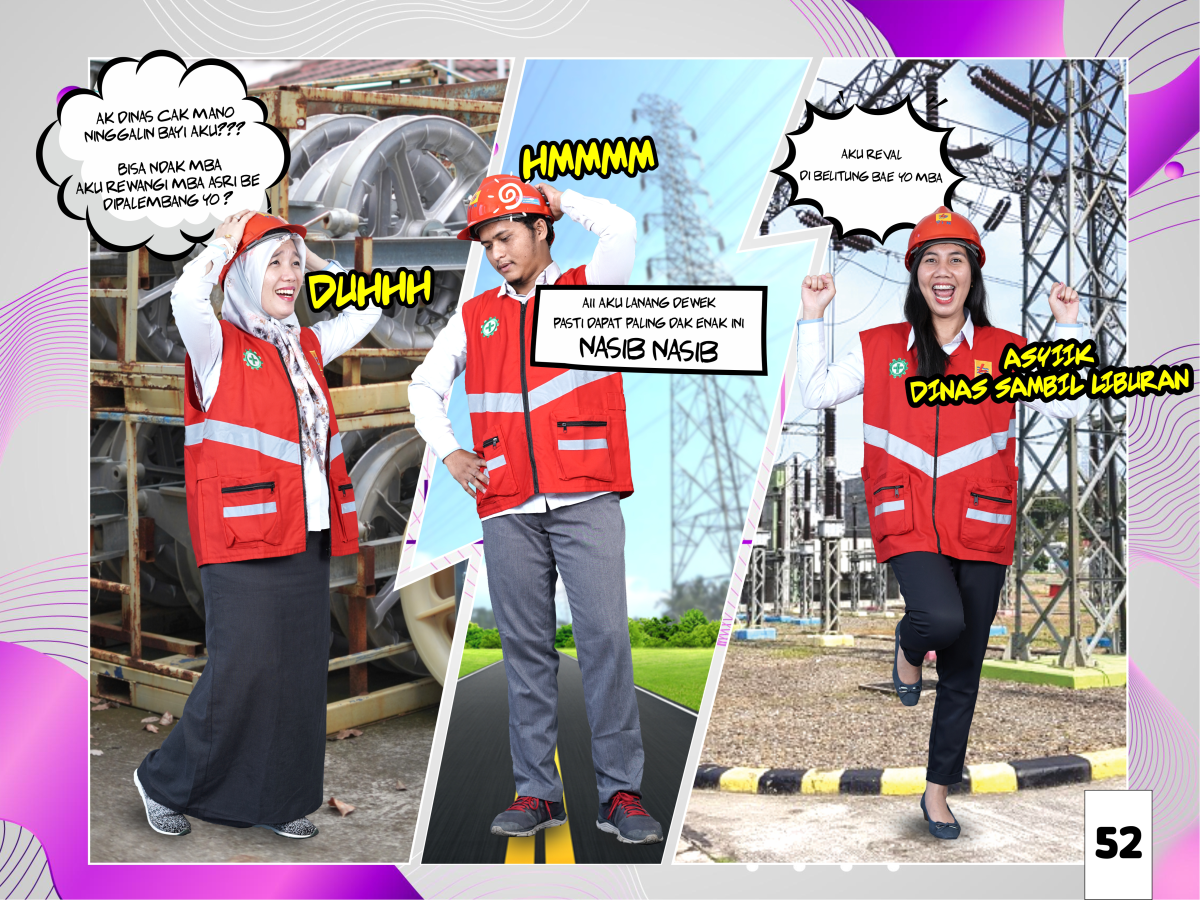 AK DINAS CAK MANO
NINGGALIN BAYI AKU???
BISA NDAK MBA
AKU REWANGI MBA ASRI BE
DIPALEMBANG YO ?
DUHHH
HMMMM
AII AKU LANANG DEWEK
PASTI DAPAT PALING DAK ENAK INI
NASIB NASIB
AKU REVAL
DI BELITUNG BAE YO MBA
ASYIIK
DINAS SAMBIL LIBURAN
52